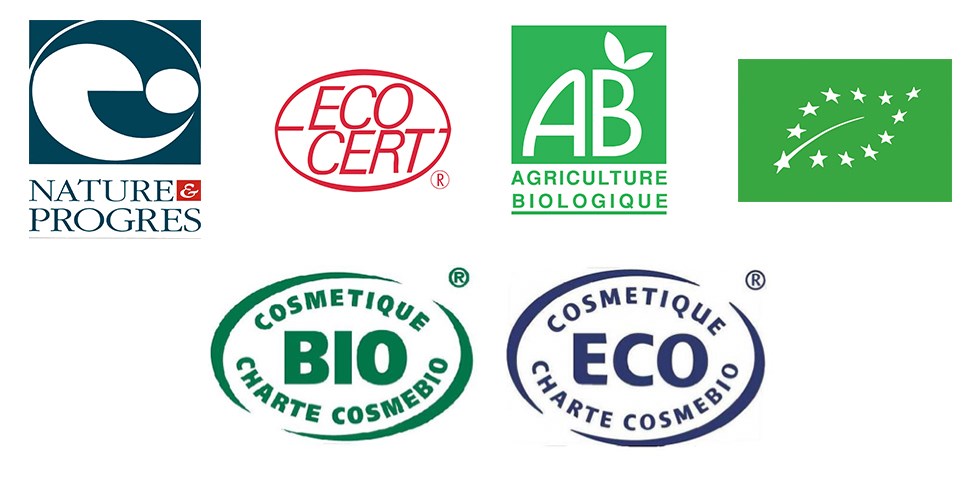 NATURE &
PROGRES
ECO
CERT
®
AB
AGRICULTURE
BIOLOGIQUE
COSMETIQUE
BIO
CHARTE COSMEBIO
®
COSMETIQUE
ECO
CHARTE COSMEBIO
®